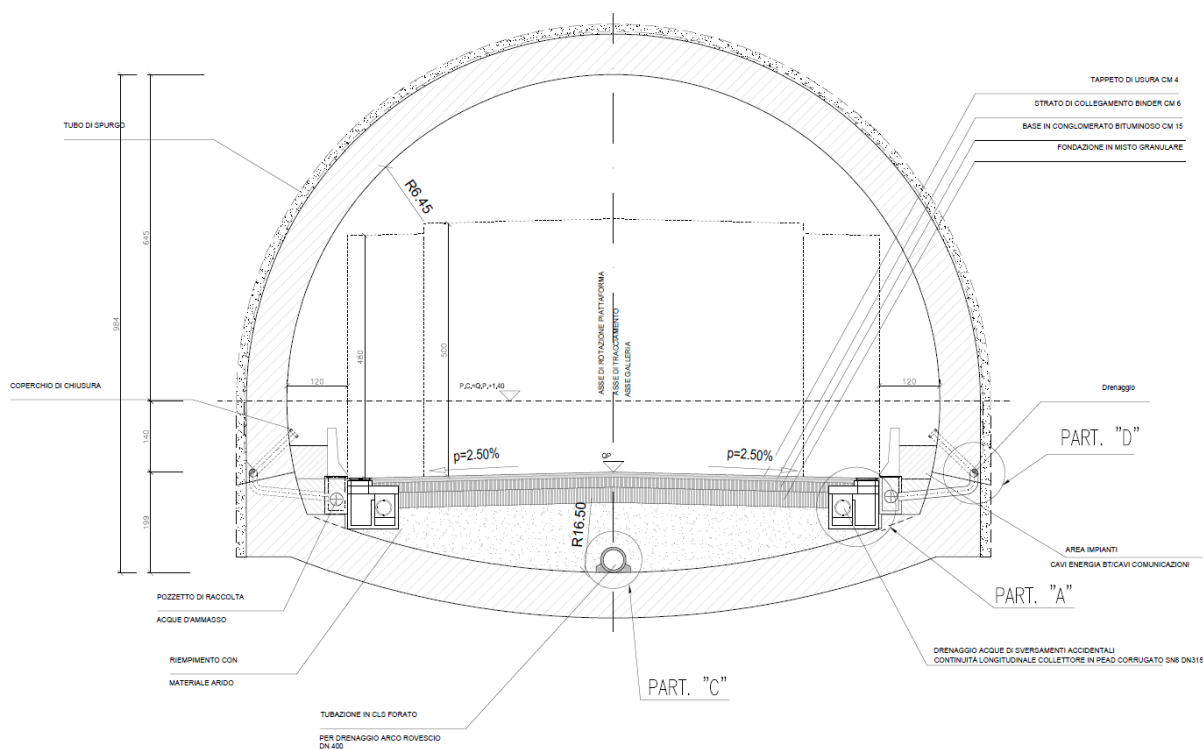 TAPPETO DI USURA CM 4
STRATO DI COLLEGAMENTO BINDER CM 6
BASE IN CONGLOMERATO BITUMINOSO CM 15
FONDAZIONE IN MISTO GRANULARE
TUBO DI SPURGO
R6.45
645
984
480
500
ASSE DI ROTAZIONE PIATTAFORMA
ASSE DI TRACCIAMENTO
ASSE GALLERIA
COPERCHIO DI CHIUSURA
120
P.C.=Q.P.+1,40
120
Drenaggio
PART. "D"
140
p=2.50%
QP
p=2.50%
199
R16.50
AREA IMPIANTI
CAVI ENERGIA BT/CAVI COMUNICAZIONI
PART. "A"
POZZETTO DI RACCOLTA
ACQUE D'AMMASSO
RIEMPIMENTO CON
MATERIALE ARIDO
DRENAGGIO ACQUE DI SVERSAMENTI ACCIDENTALI
CONTINUITÀ LONGITUDINALE COLLETTORE IN PEAD CORRUGATO SN8 DN315
PART. "C"
TUBAZIONE IN CLS FORATO
PER DRENAGGIO ARCO ROVESCIO
DN 400